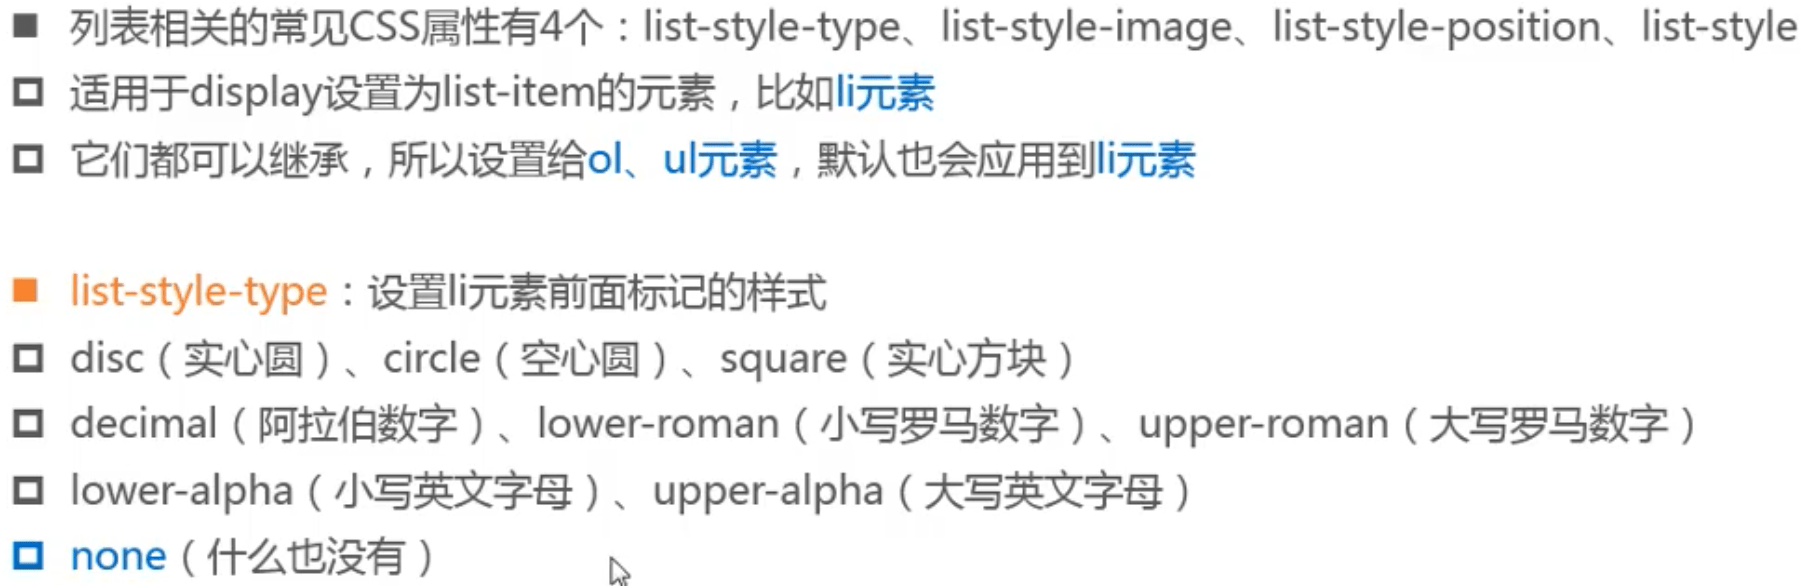 列表相关的常见CSS属性有4个：list-style-type、list-style-image、list-style-position、list-style
适用于display设置为list-item的元素，比如li元素
它们都可以继承，所以设置给ol、ul元素，默认也会应用到li元素
list-style-type：设置li元素前面标记的样式
disc（实心圆）、circle（空心圆）、square（实心方块）
decimal（阿拉伯数字）、lower-roman（小写罗马数字）、upper-roman（大写罗马数字）
lower-alpha（小写英文字母）、upper-alpha（大写英文字母）
none（什么也没有）